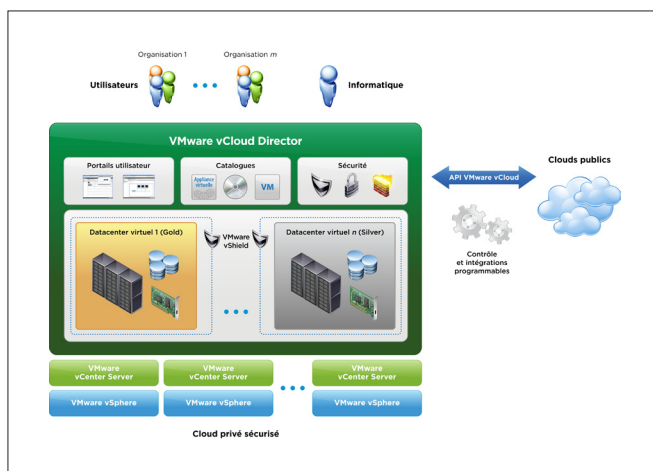 Organisation 1
Organisation m
Utilisateurs
Informatique
VMware vCloud Director
Portails utilisateur
Catalogues
Sécurité
Appliance
virtuelle
VM
API VMware vCloud
Clouds publics
Datacenter virtuel 1 (Gold)
VMware
vShield
Datacenter virtuel n (Silver)
Contrôle
et intégrations
programmables
VMware
vCenter Server
VMware
vCenter Server
VMware
vCenter Server
VMware vSphere
VMware vSphere
VMware vSphere
Cloud privé sécurisé